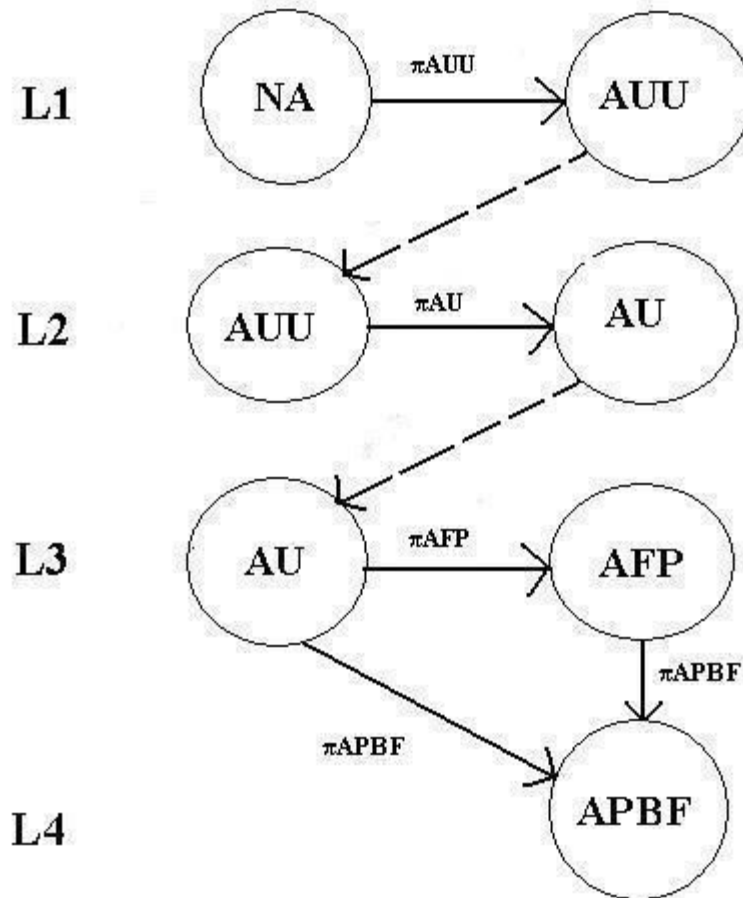 πAUU
L1 NA AUU
πAU
L2 AUU AU
πAFP
L3 AU AFP
πAPBF
πAPBF
APBF
L4